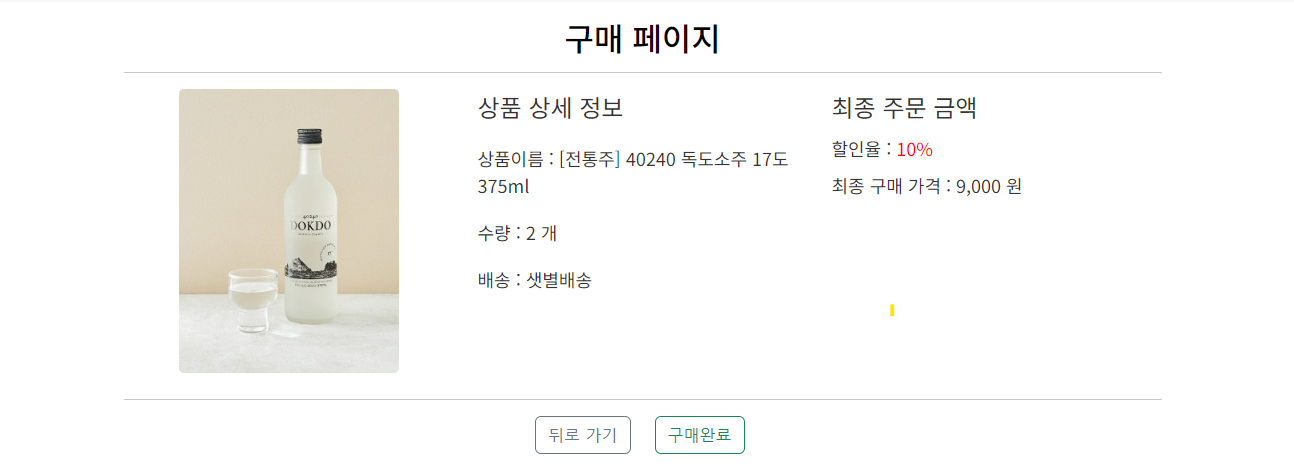 구매 페이지
상품 상세 정보
상품이름 : [전통주] 40240 독도소주 17도
375ml
수량 : 2 개
배송 : 샛별배송
최종 주문 금액
할인율 : 10%
최종 구매 가격 : 9,000 원
40240
DOKDO
17
뒤로 가기
구매완료